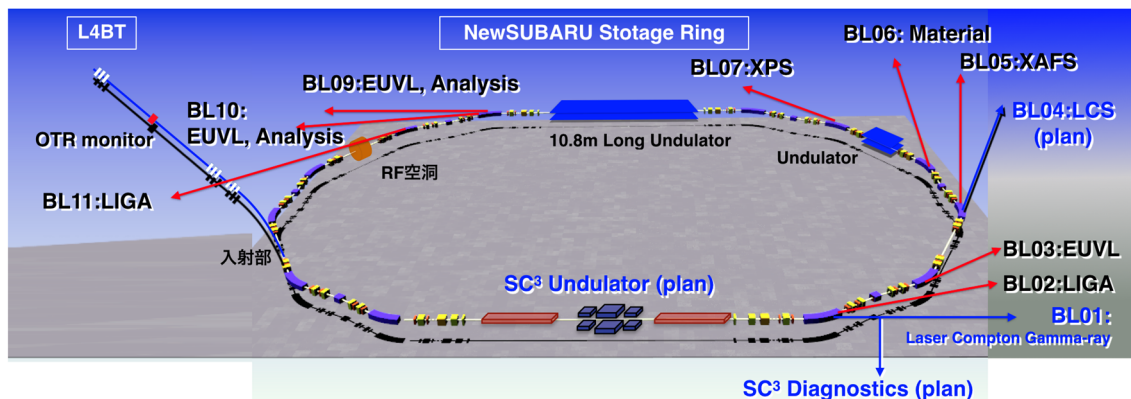 L4BT
NewSUBARU Stotage Ring
BL06: Material
BL05:XAFS
BL07:XPS
BL09:EUVL, Analysis
BL10:
EUVL, Analysis
BL04:LCS
(plan)
OTR monitor
10.8m Long Undulator
Undulator
RF空洞
BL11:LIGA
入射部
BL03:EUVL
SC³ Undulator (plan)
BL02:LIGA
BL01:
Laser Compton Gamma-ray
SC³ Diagnostics (plan)